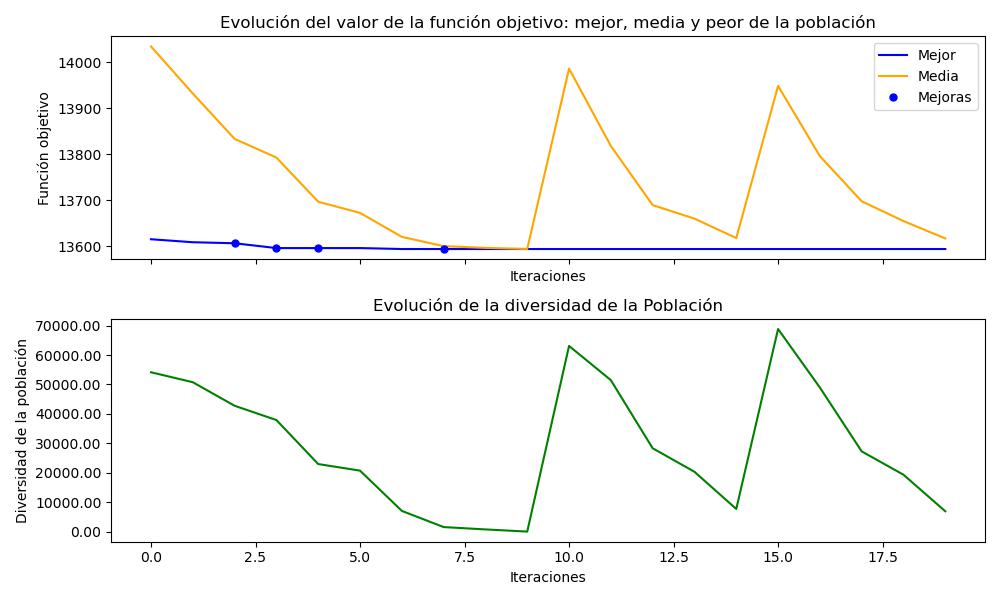 Evolución del valor de la función objetivo: mejor, media y peor de la población
Función objetivo
14000
13900
13800
13700
13600
Mejor
Media
Mejoras
Iteraciones
Evolución de la diversidad de la Población
Diversidad de la población
70000.00
60000.00
50000.00
40000.00
30000.00
20000.00
10000.00
0.00
0.0 2.5 5.0 7.5 10.0 12.5 15.0 17.5
Iteraciones